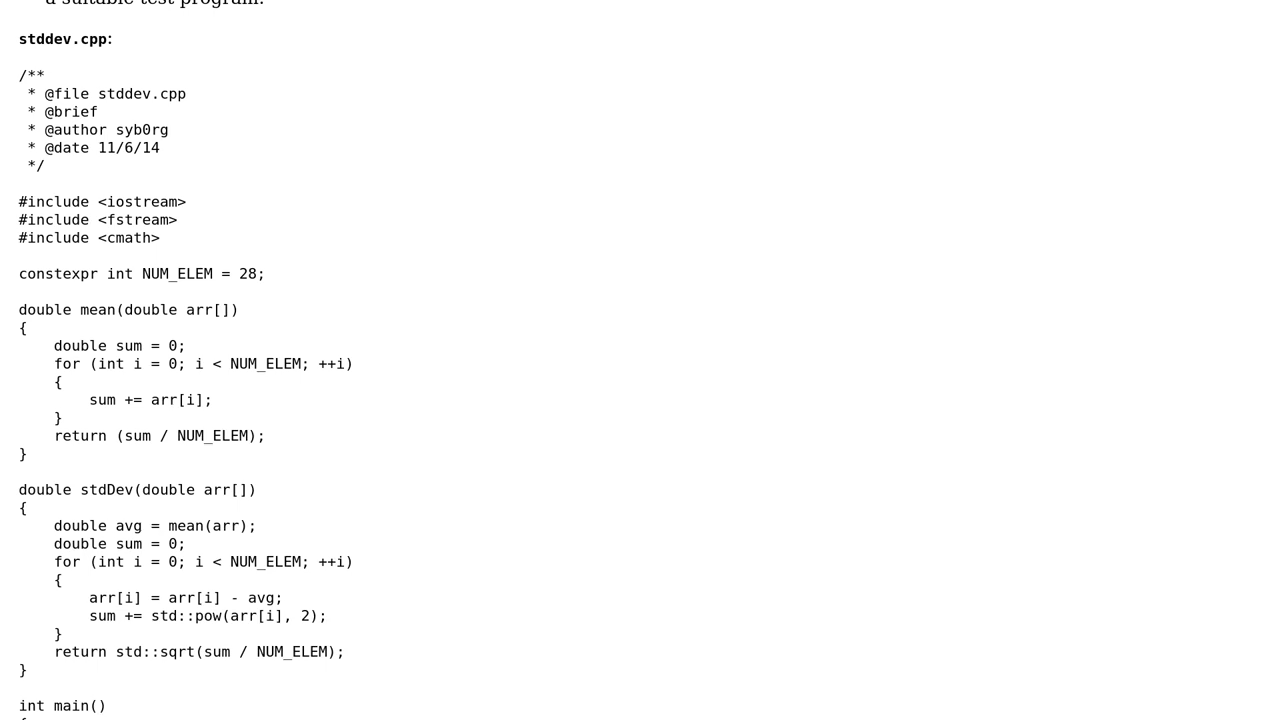 a suitable test program.
stddev.cpp:
/**
 * @file stddev.cpp
 * @brief
 * @author syb0rg
 * @date 11/6/14
 */
#include <iostream>
#include <fstream>
#include <cmath>
constexpr int NUM_ELEM = 28;
double mean(double arr[])
{
    double sum = 0;
    for (int i = 0; i < NUM_ELEM; ++i)
    {
        sum += arr[i];
    }
    return (sum / NUM_ELEM);
}
double stdDev(double arr[])
{
    double avg = mean(arr);
    double sum = 0;
    for (int i = 0; i < NUM_ELEM; ++i)
    {
        arr[i] = arr[i] - avg;
        sum += std::pow(arr[i], 2);
    }
    return std::sqrt(sum / NUM_ELEM);
}
int main()
{